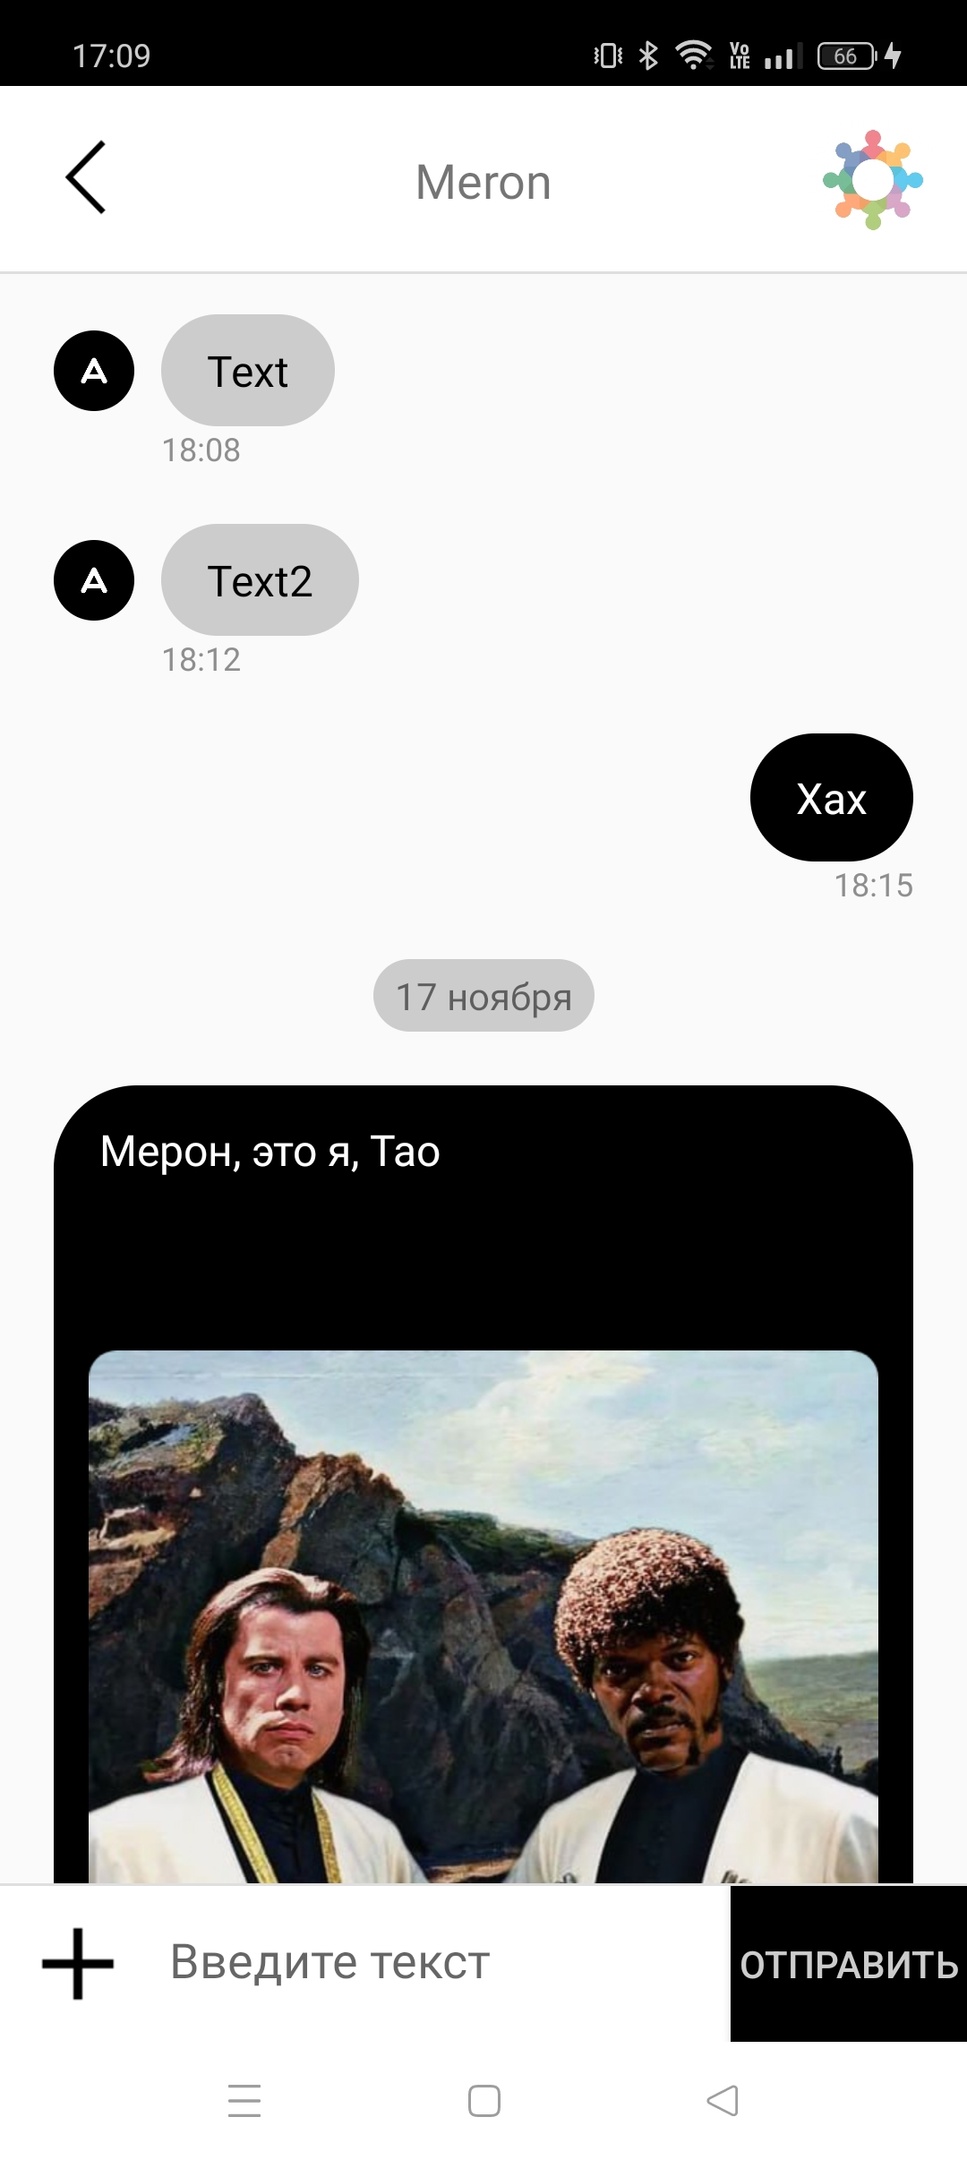 17:09
Vo
LTE
66
Meron
A
Text
18:08
A
Text2
18:12
Хах
18:15
17 ноября
Мерон, это я, Тао
Введите текст
ОТПРАВИТЬ